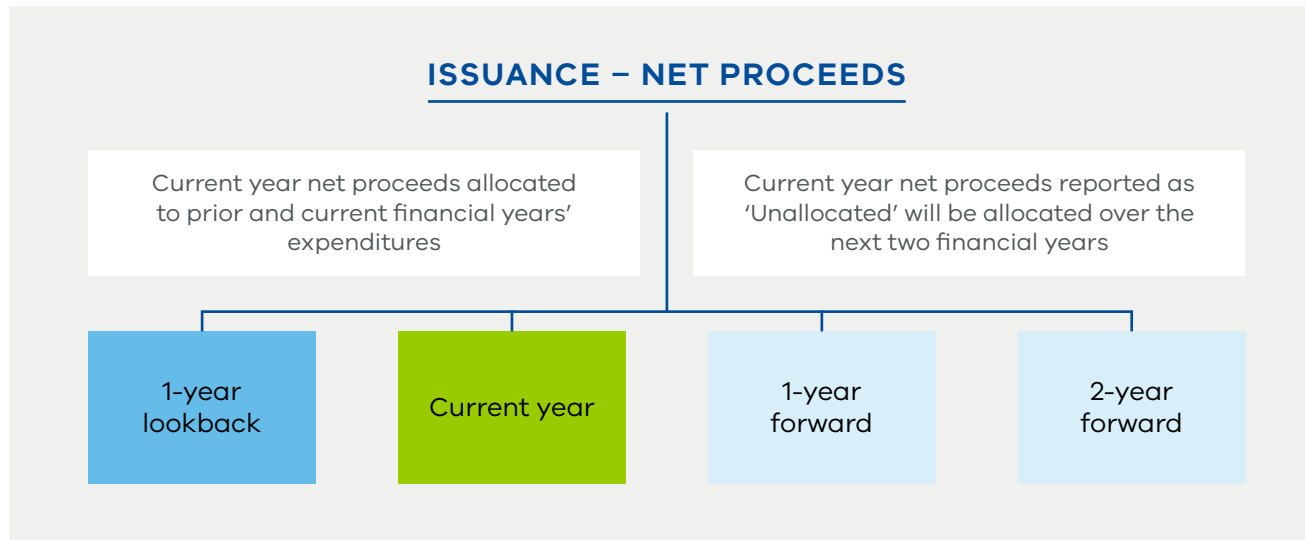 ISSUANCE – NET PROCEEDS
Current year net proceeds allocated
to prior and current financial years’
expenditures
Current year net proceeds reported as
‘Unallocated’ will be allocated over the
next two financial years
1-year
lookback
Current year
1-year
forward
2-year
forward